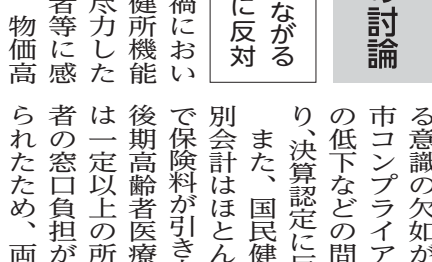 討論
ながる
に反対
禍におい
健所機能
尽力した
者等に感
物価高
る意識の欠如が
市コンプライア
の低下などの問
り、決算認定に反
また、国民健
別会計はほとん
で保険料が引き
後期高齢者医療
は一定以上の所
者の窓口負担が
られたため、両